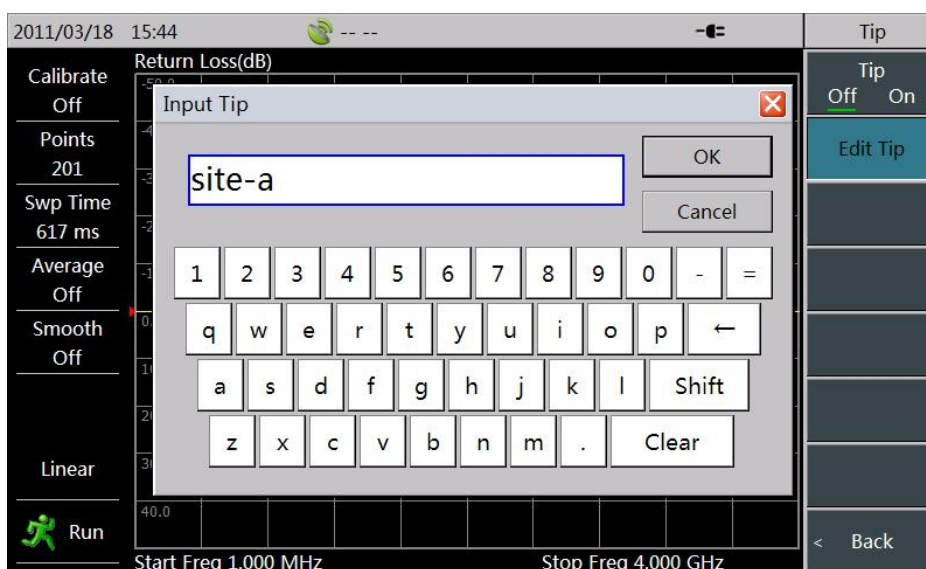 2011/03/18 15:44 -- -- Tip
Calibrate
Off
Points
201
Swp Time
617 ms
Average
Off
Smooth
Off
Linear
Run
Return Loss(dB)
-50.0
Input Tip
site-a
OK
Cancel
1 2 3 4 5 6 7 8 9 0 - =
q w e r t y u i o p ←
a s d f g h j k l Shift
z x c v b n m . Clear
40.0
Start Freq 1.000 MHz Stop Freq 4.000 GHz
Tip
Off On
Edit Tip
< Back